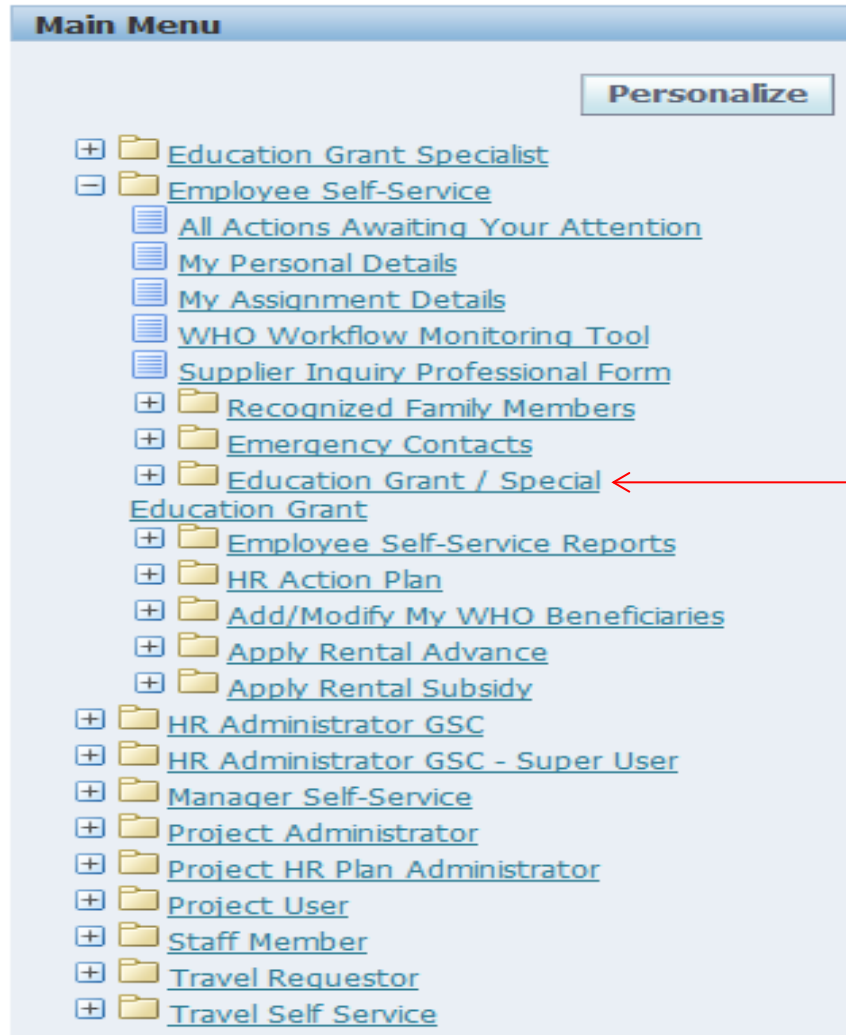 Main Menu
Personalize
Education Grant Specialist
Employee Self-Service
All Actions Awaiting Your Attention
My Personal Details
My Assignment Details
WHO Workflow Monitoring Tool
Supplier Inquiry Professional Form
Recognized Family Members
Emergency Contacts
Education Grant / Special
Education Grant
Employee Self-Service Reports
HR Action Plan
Add/Modify My WHO Beneficiaries
Apply Rental Advance
Apply Rental Subsidy
HR Administrator GSC
HR Administrator GSC - Super User
Manager Self-Service
Project Administrator
Project HR Plan Administrator
Project User
Staff Member
Travel Requestor
Travel Self Service